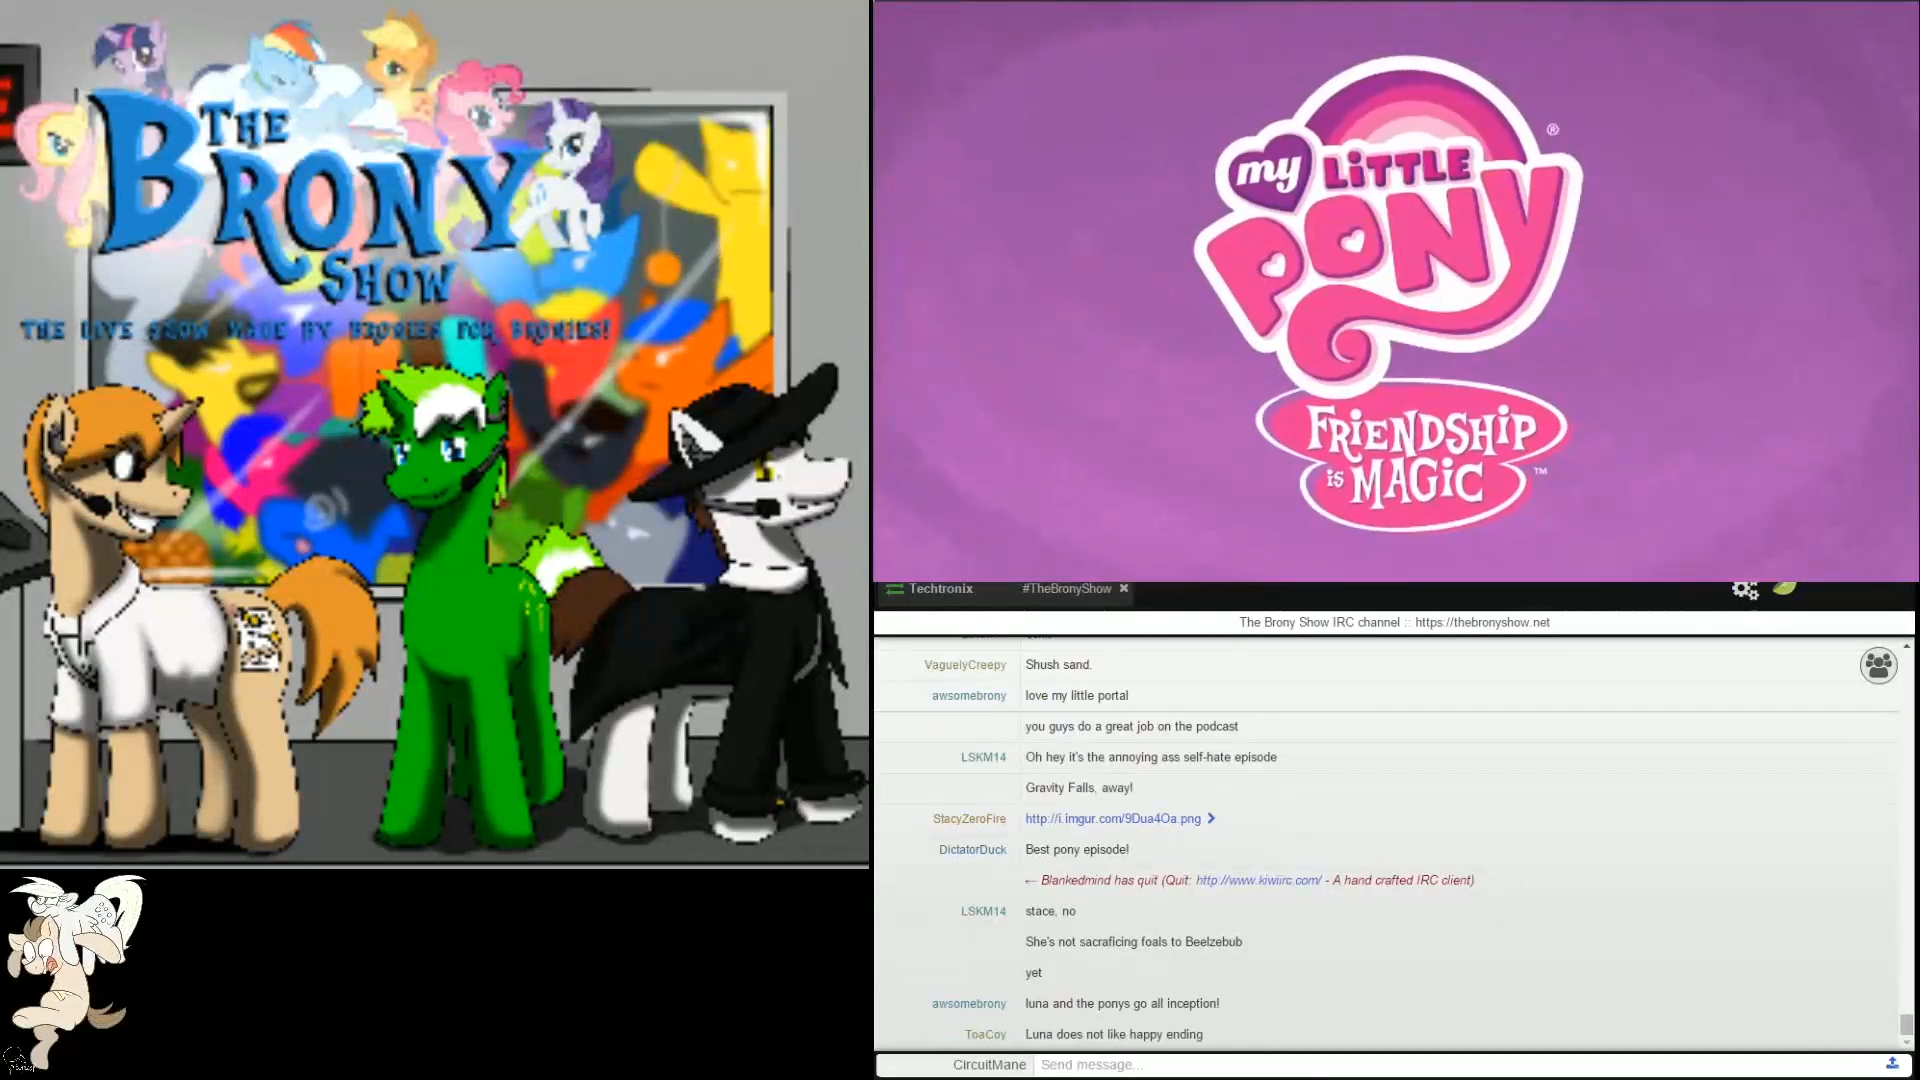 THE
BRONY
SHOW
THE LIVE SHOW MADE BY BRONIES FOR BRONIES!
my LiTTLE
PONY
®
FRiENDSHiP
is MAGiC
™
Techtronix
#TheBronyShow
The Brony Show IRC channel :: https://thebronyshow.net
VaguelyCreepy Shush sand.
awsomebrony love my little portal
you guys do a great job on the podcast
LSKM14 Oh hey it's the annoying ass self-hate episode
Gravity Falls, away!
StacyZeroFire http://i.imgur.com/9Dua4Oa.png
DictatorDuck Best pony episode!
← Blankedmind has quit (Quit: http://www.kiwiirc.com/ - A hand crafted IRC client)
LSKM14 stace, no
She's not sacraficing foals to Beelzebub
yet
awsomebrony luna and the ponys go all inception!
ToaCoy Luna does not like happy ending
CircuitMane Send message...